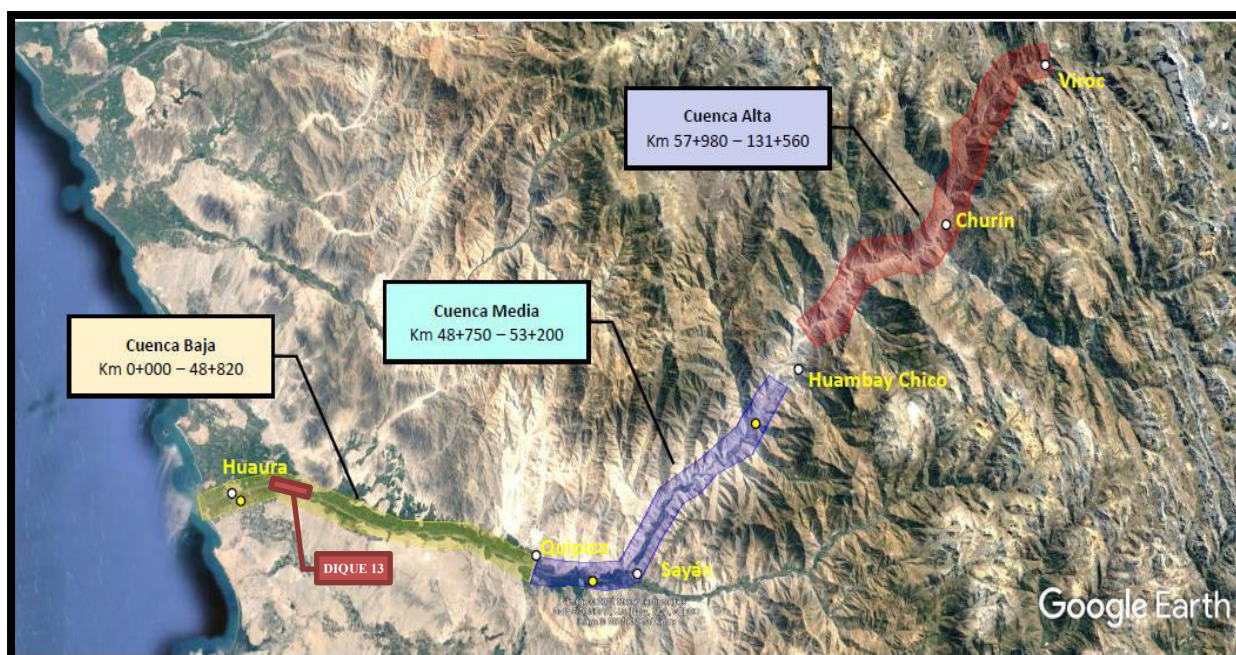 Viroc
Cuenca Alta
Km 57+980 – 131+560
Churín
Cuenca Media
Km 48+750 – 53+200
Cuenca Baja
Km 0+000 – 48+820
Huambay Chico
Huaura
Quipico
DIQUE 13
Sayán
Google Earth